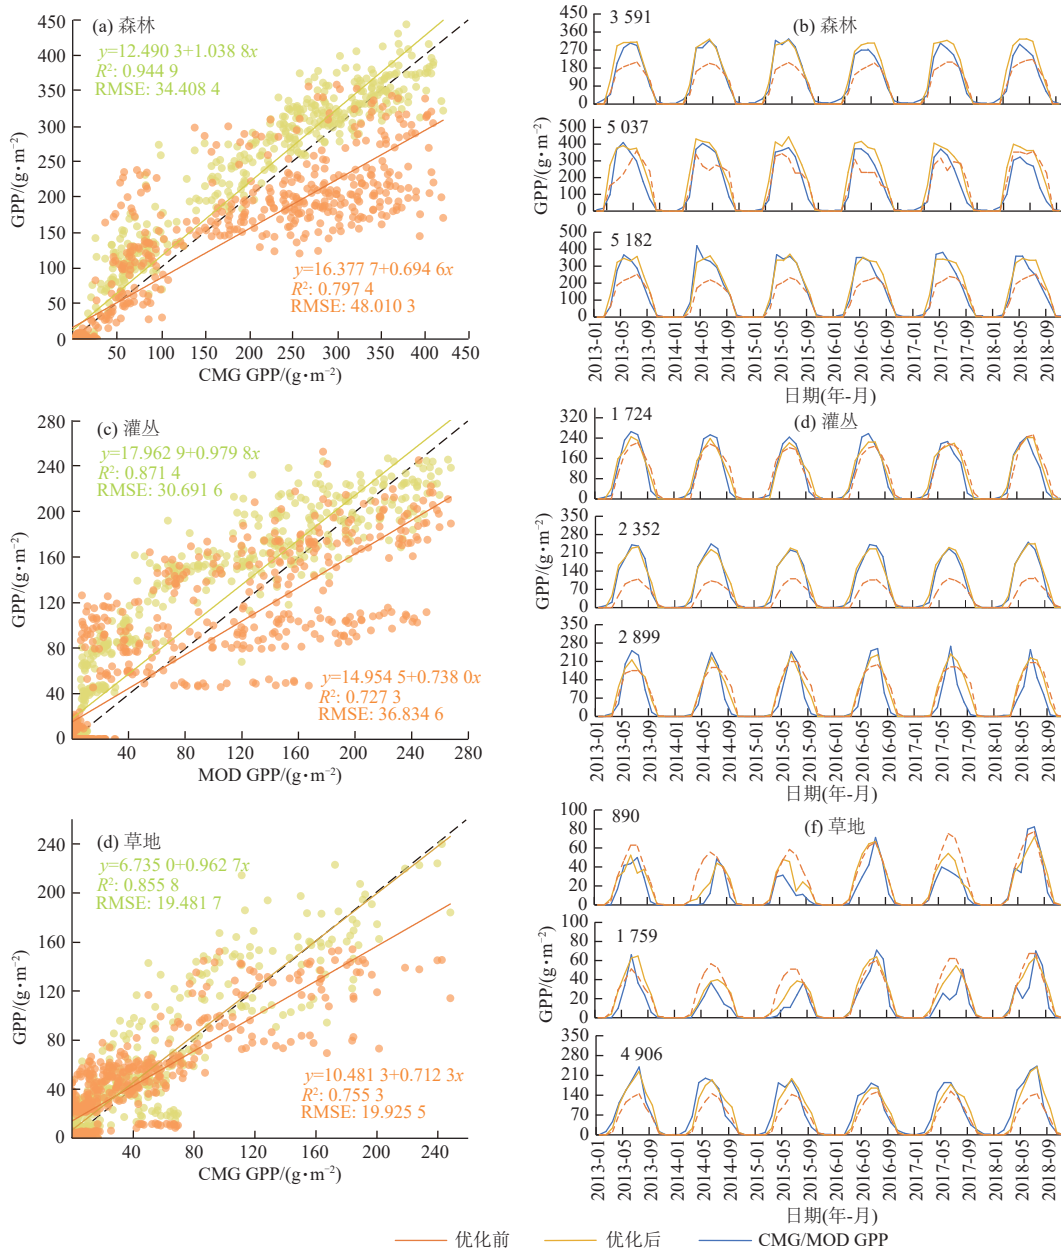 (a) 森林
y=12.490 3+1.038 8x
R²: 0.944 9
RMSE: 34.408 4
y=16.377 7+0.694 6x
R²: 0.797 4
RMSE: 48.010 3
GPP/(g·m⁻²)
450
400
350
300
250
200
150
100
50
0
50 100 150 200 250 300 350 400 450
CMG GPP/(g·m⁻²)
(b) 森林
3 591
450
360
270
180
90
0
5 037
500
400
300
200
100
0
GPP/(g·m⁻²)
5 182
500
400
300
200
100
0
2013-01 2013-05 2013-09 2014-01 2014-05 2014-09 2015-01 2015-05 2015-09 2016-01 2016-05 2016-09 2017-01 2017-05 2017-09 2018-01 2018-05 2018-09
日期(年-月)
(c) 灌丛
y=17.962 9+0.979 8x
R²: 0.871 4
RMSE: 30.691 6
y=14.954 5+0.738 0x
R²: 0.727 3
RMSE: 36.834 6
GPP/(g·m⁻²)
280
240
200
160
120
80
40
0
40 80 120 160 200 240 280
MOD GPP/(g·m⁻²)
(d) 灌丛
1 724
320
240
160
80
0
2 352
350
280
210
140
70
0
GPP/(g·m⁻²)
2 899
350
280
210
140
70
0
2013-01 2013-05 2013-09 2014-01 2014-05 2014-09 2015-01 2015-05 2015-09 2016-01 2016-05 2016-09 2017-01 2017-05 2017-09 2018-01 2018-05 2018-09
日期(年-月)
(d) 草地
y=6.735 0+0.962 7x
R²: 0.855 8
RMSE: 19.481 7
y=10.481 3+0.712 3x
R²: 0.755 3
RMSE: 19.925 5
GPP/(g·m⁻²)
240
200
160
120
80
40
0
40 80 120 160 200 240
CMG GPP/(g·m⁻²)
(f) 草地
890
100
80
60
40
20
0
1 759
100
80
60
40
20
0
GPP/(g·m⁻²)
4 906
350
280
210
140
70
0
2013-01 2013-05 2013-09 2014-01 2014-05 2014-09 2015-01 2015-05 2015-09 2016-01 2016-05 2016-09 2017-01 2017-05 2017-09 2018-01 2018-05 2018-09
日期(年-月)
优化前 优化后 CMG/MOD GPP